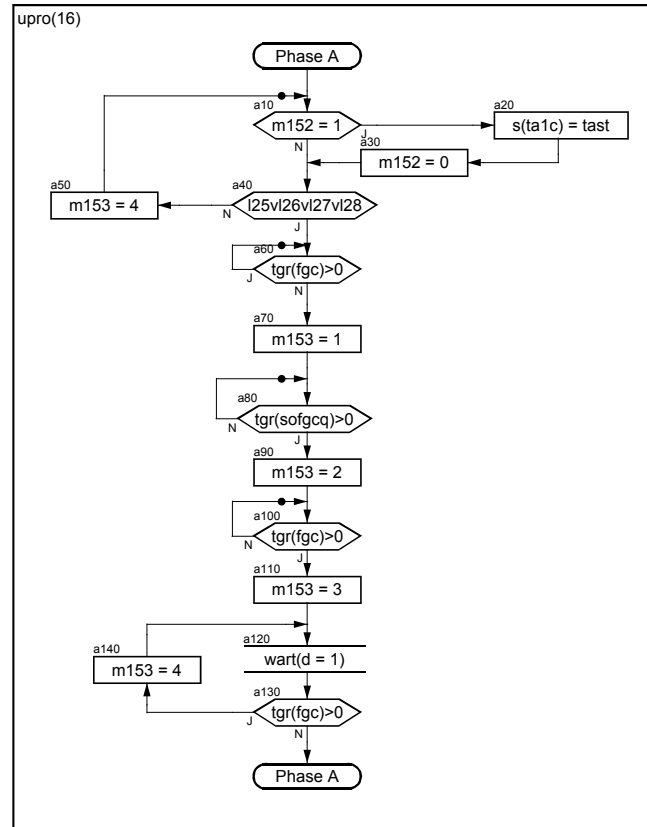 upro(16)
Phase A
a10
m152 = 1
J
N
a20
s(ta1c) = tast
a30
m152 = 0
a40
l25vl26vl27vl28
N
J
a50
m153 = 4
a60
tgr(fgc)>0
J
N
a70
m153 = 1
a80
tgr(sofgcq)>0
N
J
a90
m153 = 2
a100
tgr(fgc)>0
N
J
a110
m153 = 3
a120
wart(d = 1)
a140
m153 = 4
a130
tgr(fgc)>0
J
N
Phase A